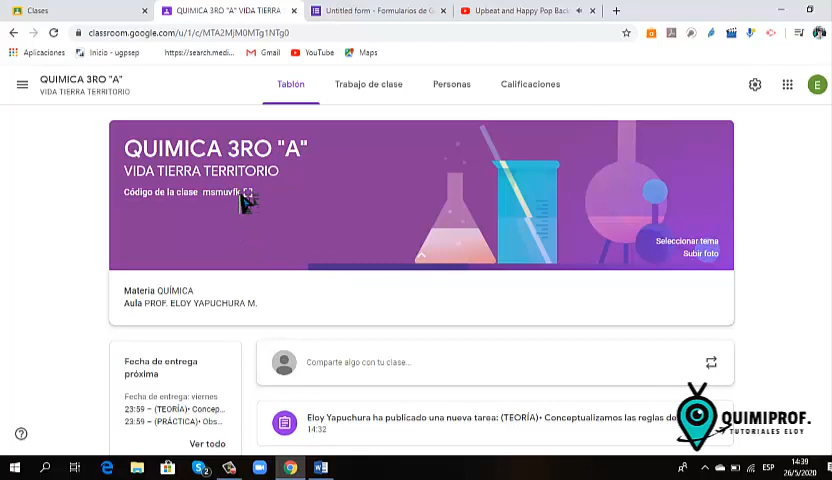 Clases
QUIMICA 3RO "A" VIDA TIERRA
Untitled form - Formularios de G
Upbeat and Happy Pop Back
classroom.google.com/u/1/c/MTA2MjM0MTg1NTg0
Aplicaciones
Inicio - ugpsep
https://search.medi...
Gmail
YouTube
Maps
QUIMICA 3RO "A"
VIDA TIERRA TERRITORIO
Tablón
Trabajo de clase
Personas
Calificaciones
E
QUIMICA 3RO "A"
VIDA TIERRA TERRITORIO
Código de la clase msmuvfk
Seleccionar tema
Subir foto
Materia QUÍMICA
Aula PROF. ELOY YAPUCHURA M.
Fecha de entrega
próxima
Fecha de entrega: viernes
23:59 – (TEORÍA)• Concep...
23:59 – (PRÁCTICA)• Obs...
Ver todo
Comparte algo con tu clase...
Eloy Yapuchura ha publicado una nueva tarea: (TEORÍA)• Conceptualizamos las reglas de
14:32
QUIMIPROF.
TUTORIALES ELOY
ESP
14:39
26/5/2020